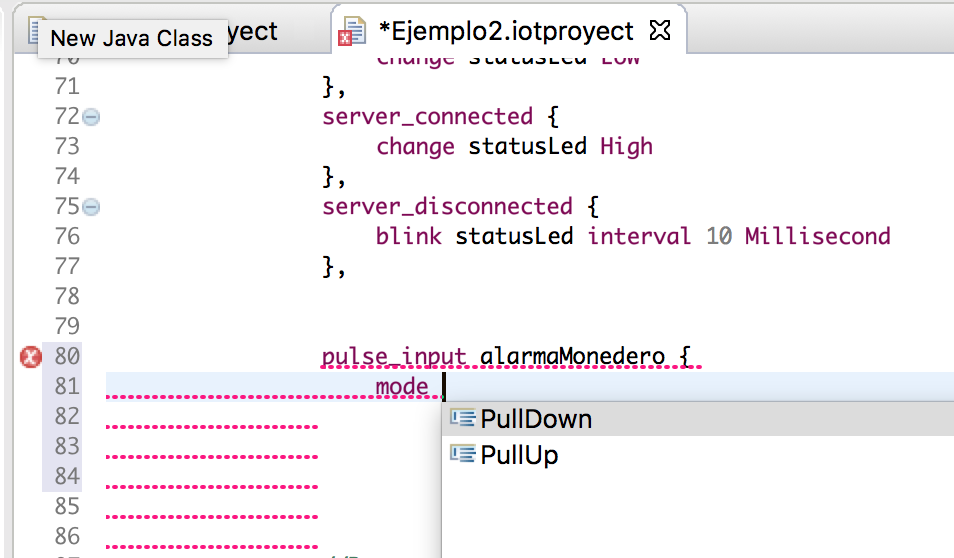 New Java Class
yect
*Ejemplo2.iotproyect
70 change statusLed Low
71 },
72 server_connected {
73 change statusLed High
74 },
75 server_disconnected {
76 blink statusLed interval 10 Millisecond
77 },
78
79
80 pulse_input alarmaMonedero {
81 mode
PullDown
82
83
PullUp
84
85
86